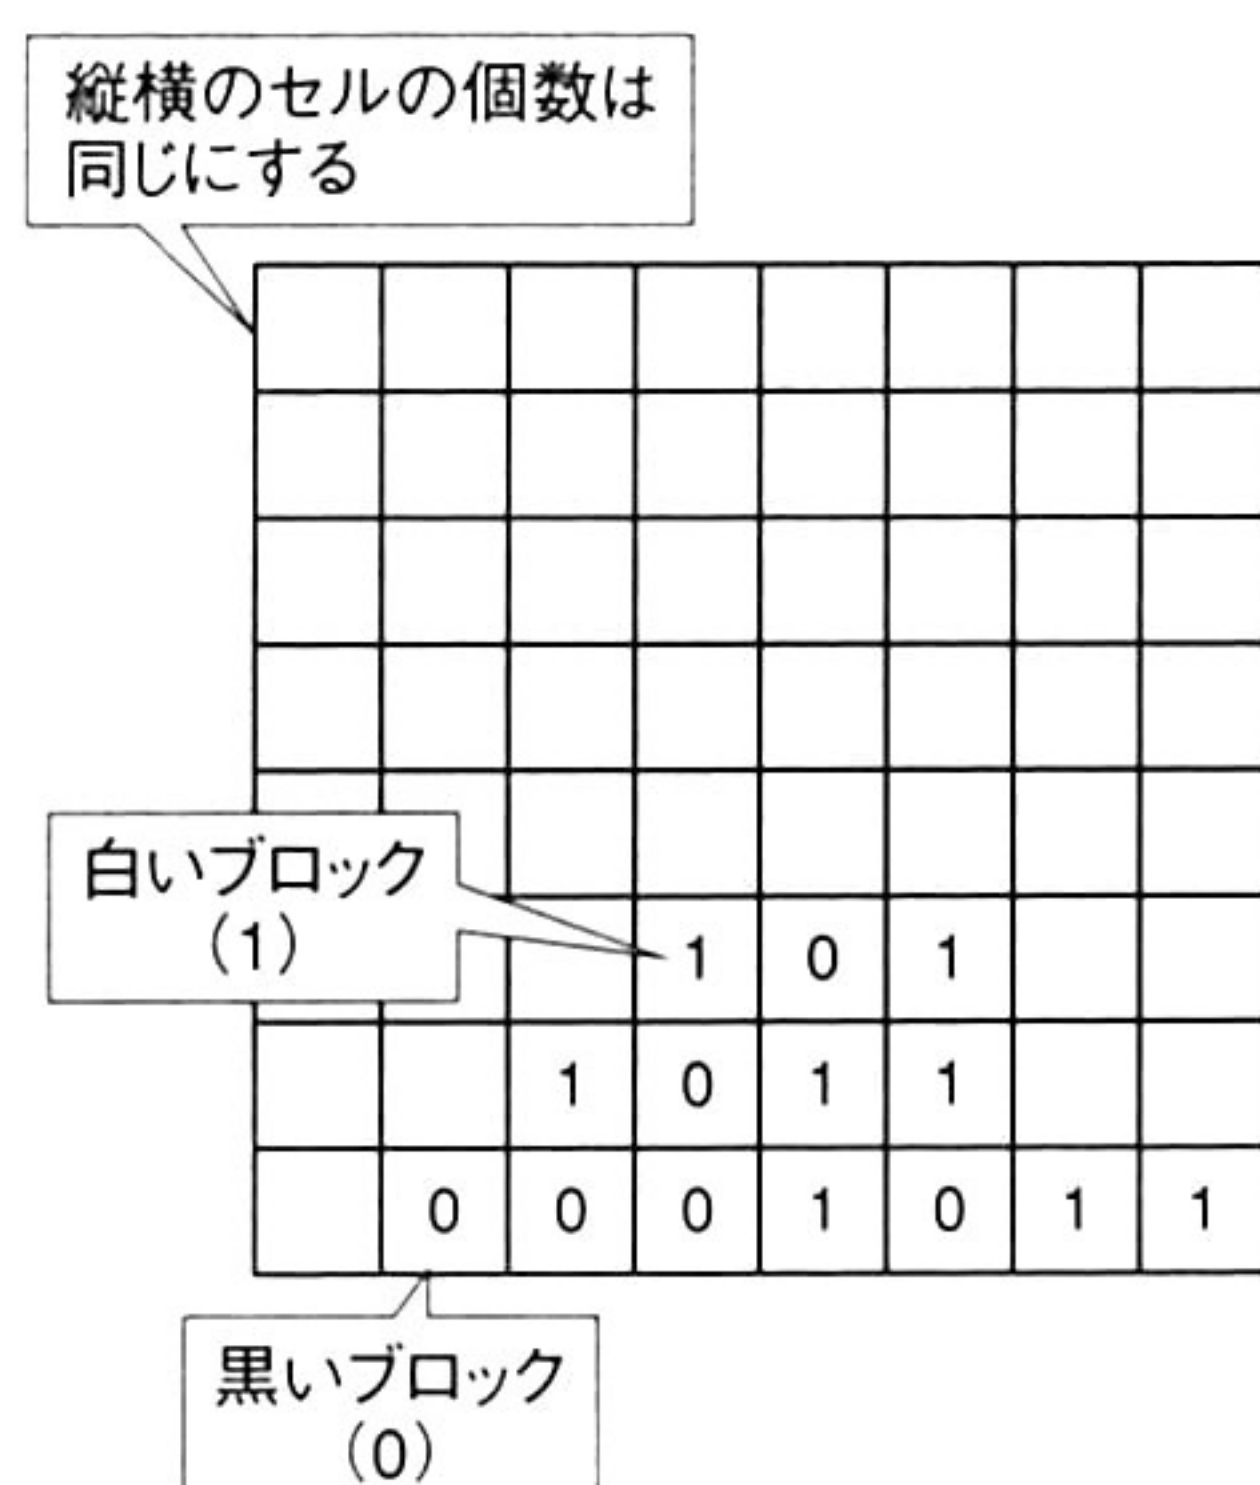 縦横のセルの個数は
同じにする
白いブロック
(1)
1 0 1
1 0 1 1
0 0 0 1 0 1 1
黒いブロック
(0)